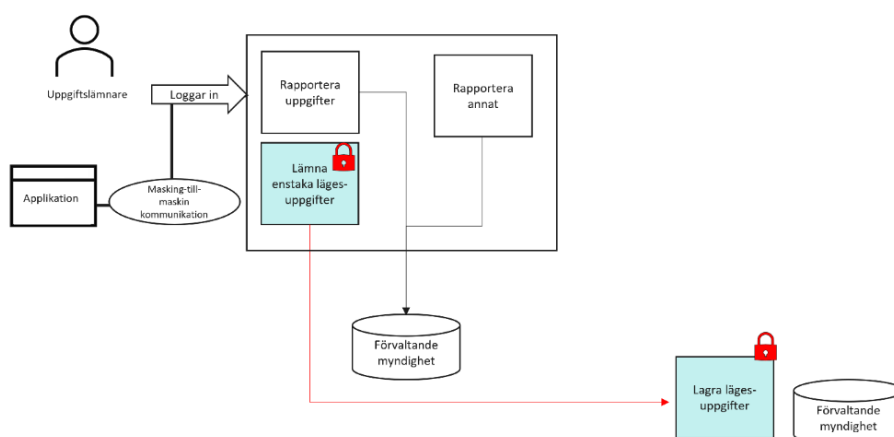 Uppgiftslämnare
Loggar in
Rapportera
uppgifter
Rapportera
annat
Lämna
enstaka läges-
uppgifter
Applikation
Masking-till-
maskin
kommunikation
Förvaltande
myndighet
Lagra läges-
uppgifter
Förvaltande
myndighet